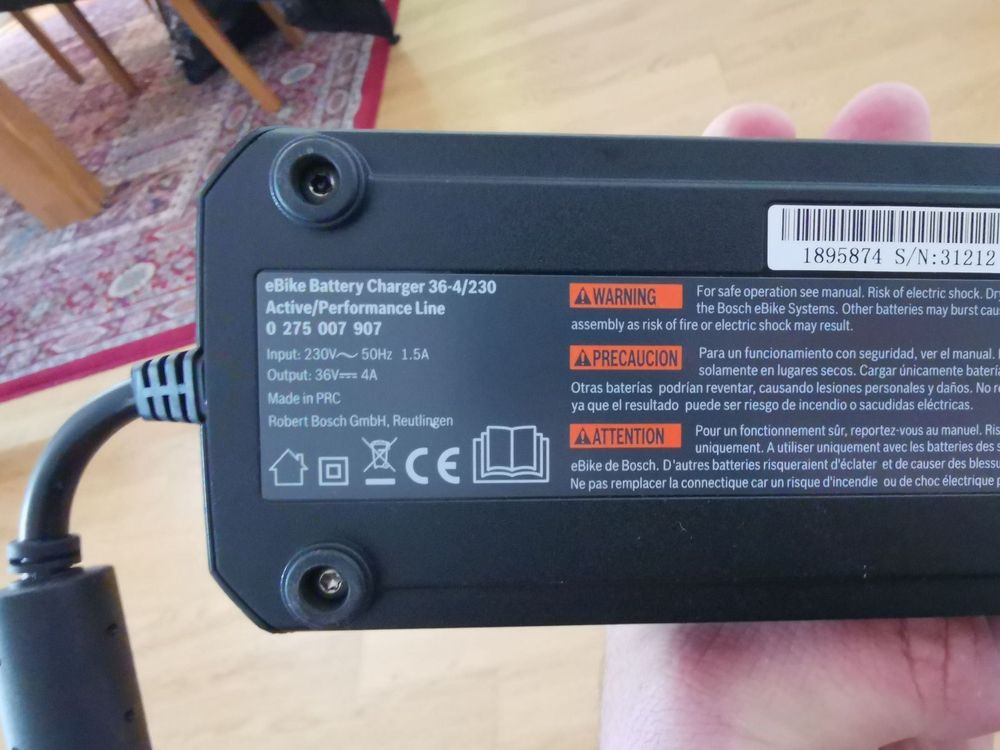 1895874 S/N:31212
eBike Battery Charger 36-4/230
Active/Performance Line
0 275 007 907
Input: 230V～ 50Hz 1.5A
Output: 36V⎓ 4A
Made in PRC
Robert Bosch GmbH, Reutlingen
CE
WARNING For safe operation see manual. Risk of electric shock.
the Bosch eBike Systems. Other batteries may burst
assembly as risk of fire or electric shock may result.
PRECAUCION Para un funcionamiento con seguridad, ver el manual.
solamente en lugares secos. Cargar únicamente
Otras baterías podrían reventar, causando lesiones personales y daños. No
ya que el resultado puede ser riesgo de incendio o sacudidas eléctricas.
ATTENTION Pour un fonctionnement sûr, reportez-vous au manuel.
uniquement. A utiliser uniquement avec les batteries des
eBike de Bosch. D'autres batteries risqueraient d'éclater et de causer des
Ne pas remplacer la connectique car un risque d'incendie ou de choc électrique